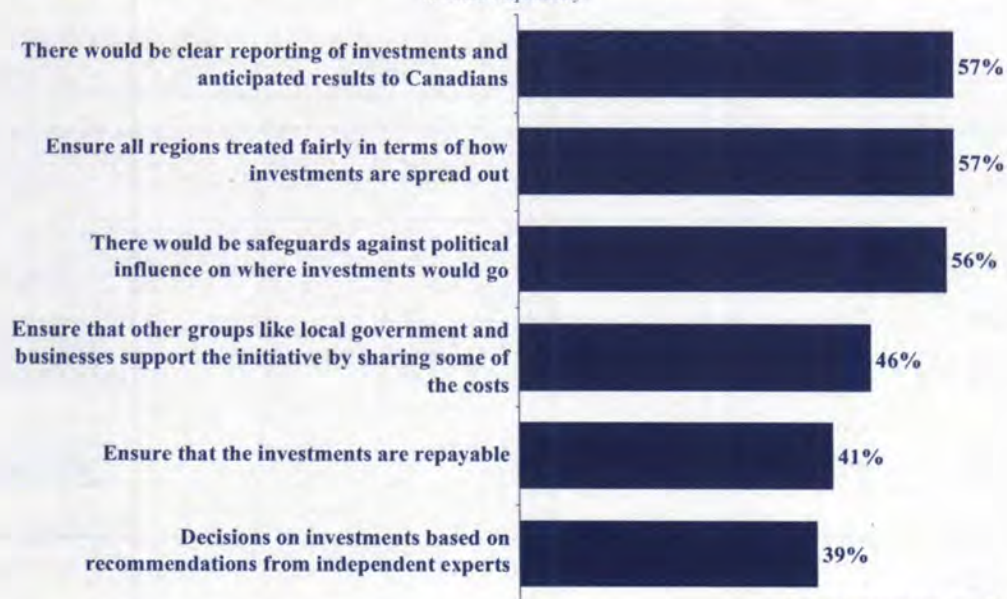 There would be clear reporting of investments and
anticipated results to Canadians
57%
Ensure all regions treated fairly in terms of how
investments are spread out
57%
There would be safeguards against political
influence on where investments would go
56%
Ensure that other groups like local government and
businesses support the initiative by sharing some of
the costs
46%
Ensure that the investments are repayable
41%
Decisions on investments based on
recommendations from independent experts
39%